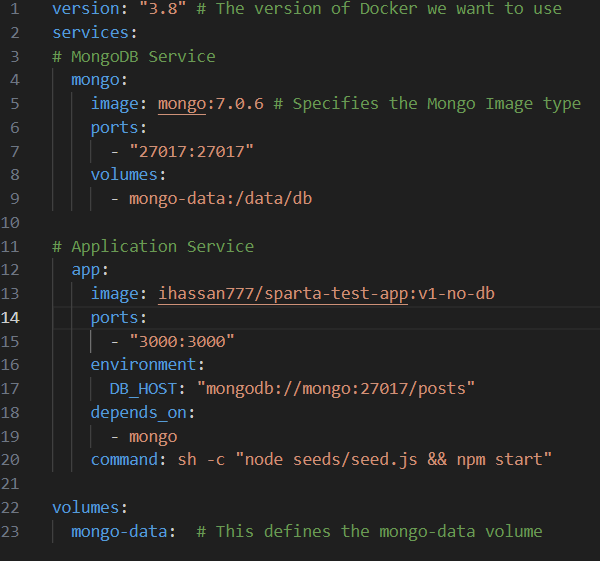 1 version: "3.8" # The version of Docker we want to use
2 services:
3 # MongoDB Service
4   mongo:
5     image: mongo:7.0.6 # Specifies the Mongo Image type
6     ports:
7       - "27017:27017"
8     volumes:
9       - mongo-data:/data/db
10
11 # Application Service
12   app:
13     image: ihassan777/sparta-test-app:v1-no-db
14     ports:
15       - "3000:3000"
16     environment:
17       DB_HOST: "mongodb://mongo:27017/posts"
18     depends_on:
19       - mongo
20     command: sh -c "node seeds/seed.js && npm start"
21
22 volumes:
23   mongo-data:  # This defines the mongo-data volume